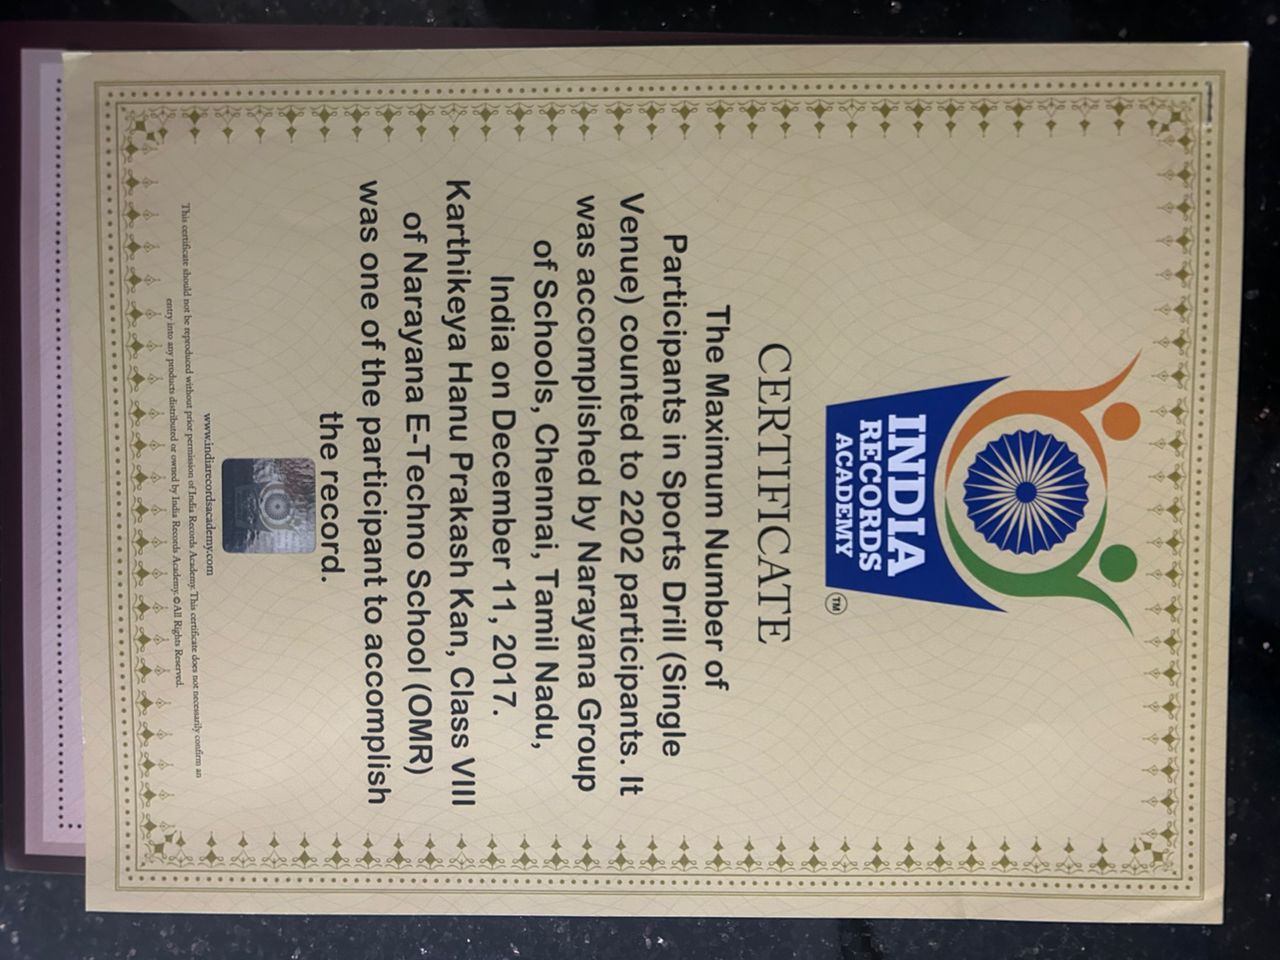 INDIA
RECORDS
ACADEMY
TM
CERTIFICATE
The Maximum Number of
Participants in Sports Drill (Single
Venue) counted to 2202 participants. It
was accomplished by Narayana Group
of Schools, Chennai, Tamil Nadu,
India on December 11, 2017.
Karthikeya Hanu Prakash Kan, Class VIII
of Narayana E-Techno School (OMR)
was one of the participant to accomplish
the record.
www.indiarecordsacademy.com
This certificate should not be reproduced without prior permission of India Records Academy. This certificate does not necessarily confirm an
entry into any products distributed or owned by India Records Academy. © All Rights Reserved.